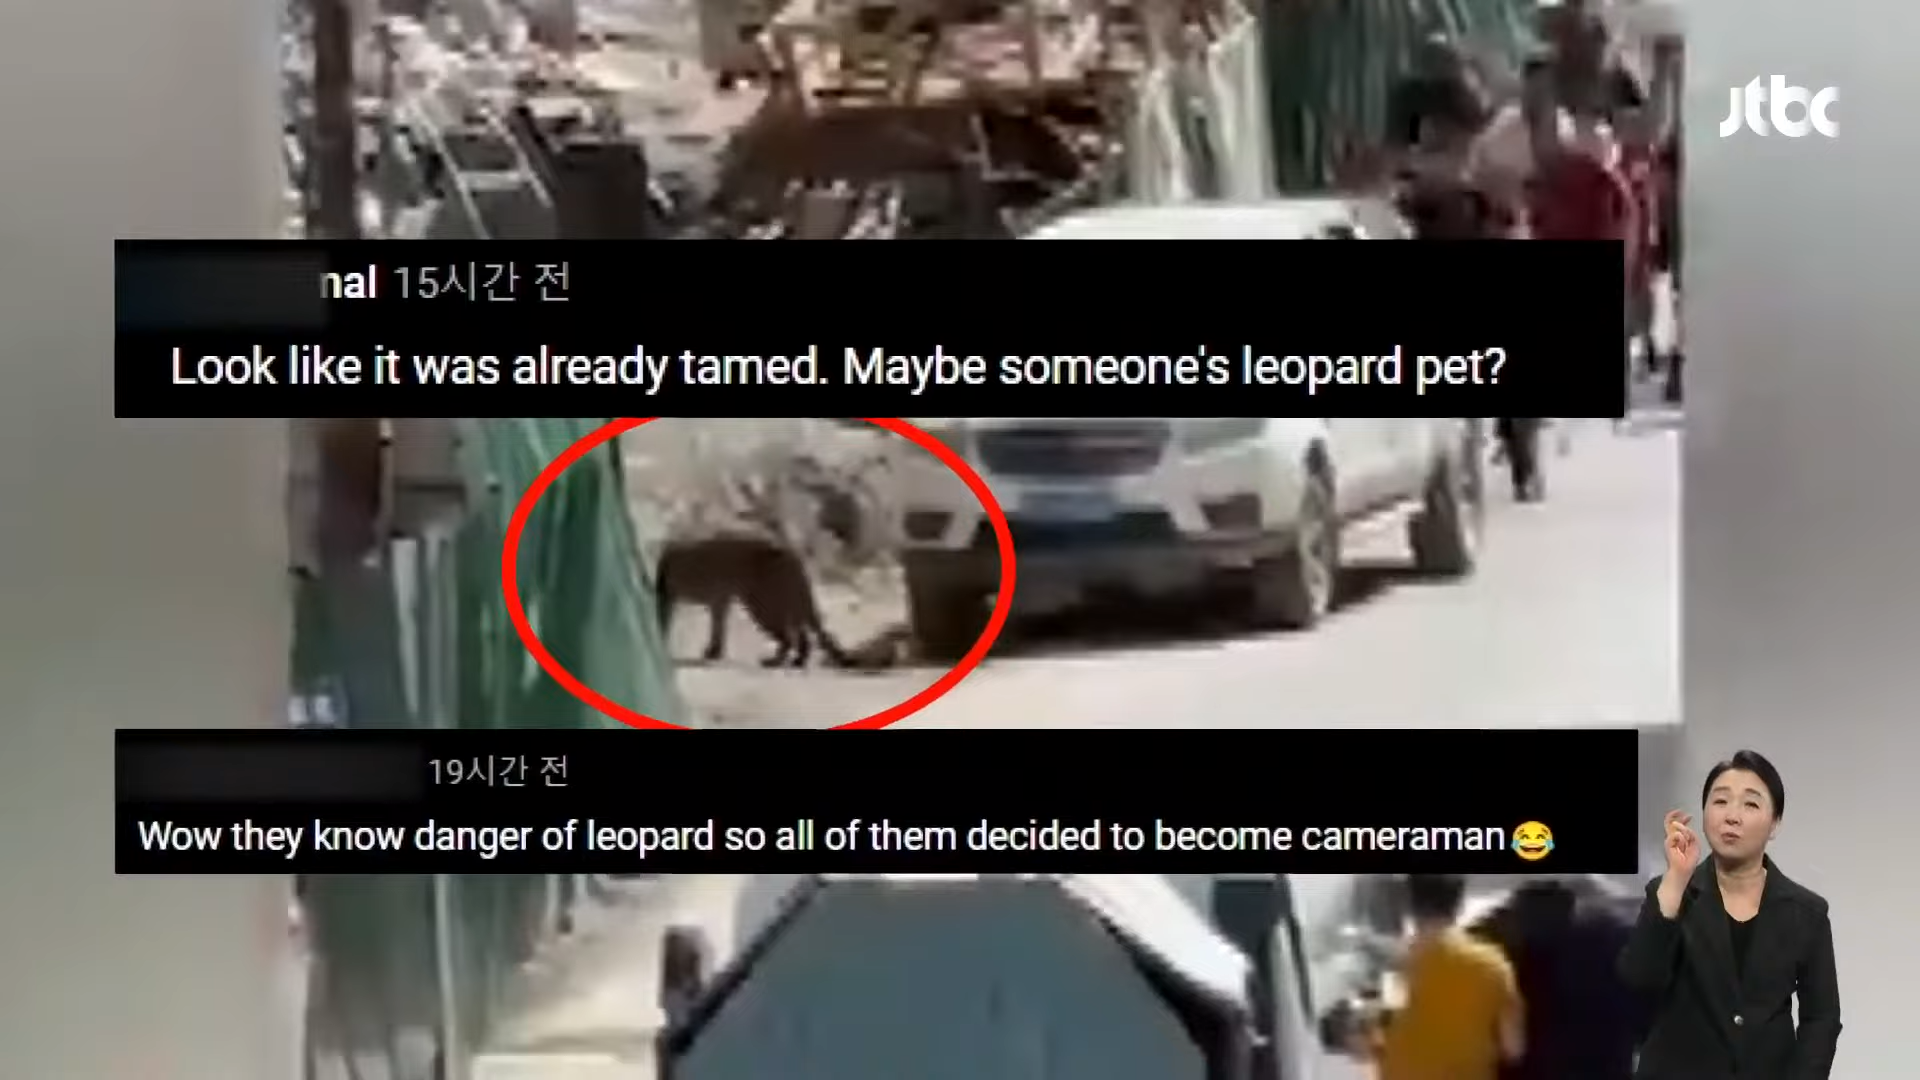 jtbc
nal 15시간 전
Look like it was already tamed. Maybe someone's leopard pet?
19시간 전
Wow they know danger of leopard so all of them decided to become cameraman😂